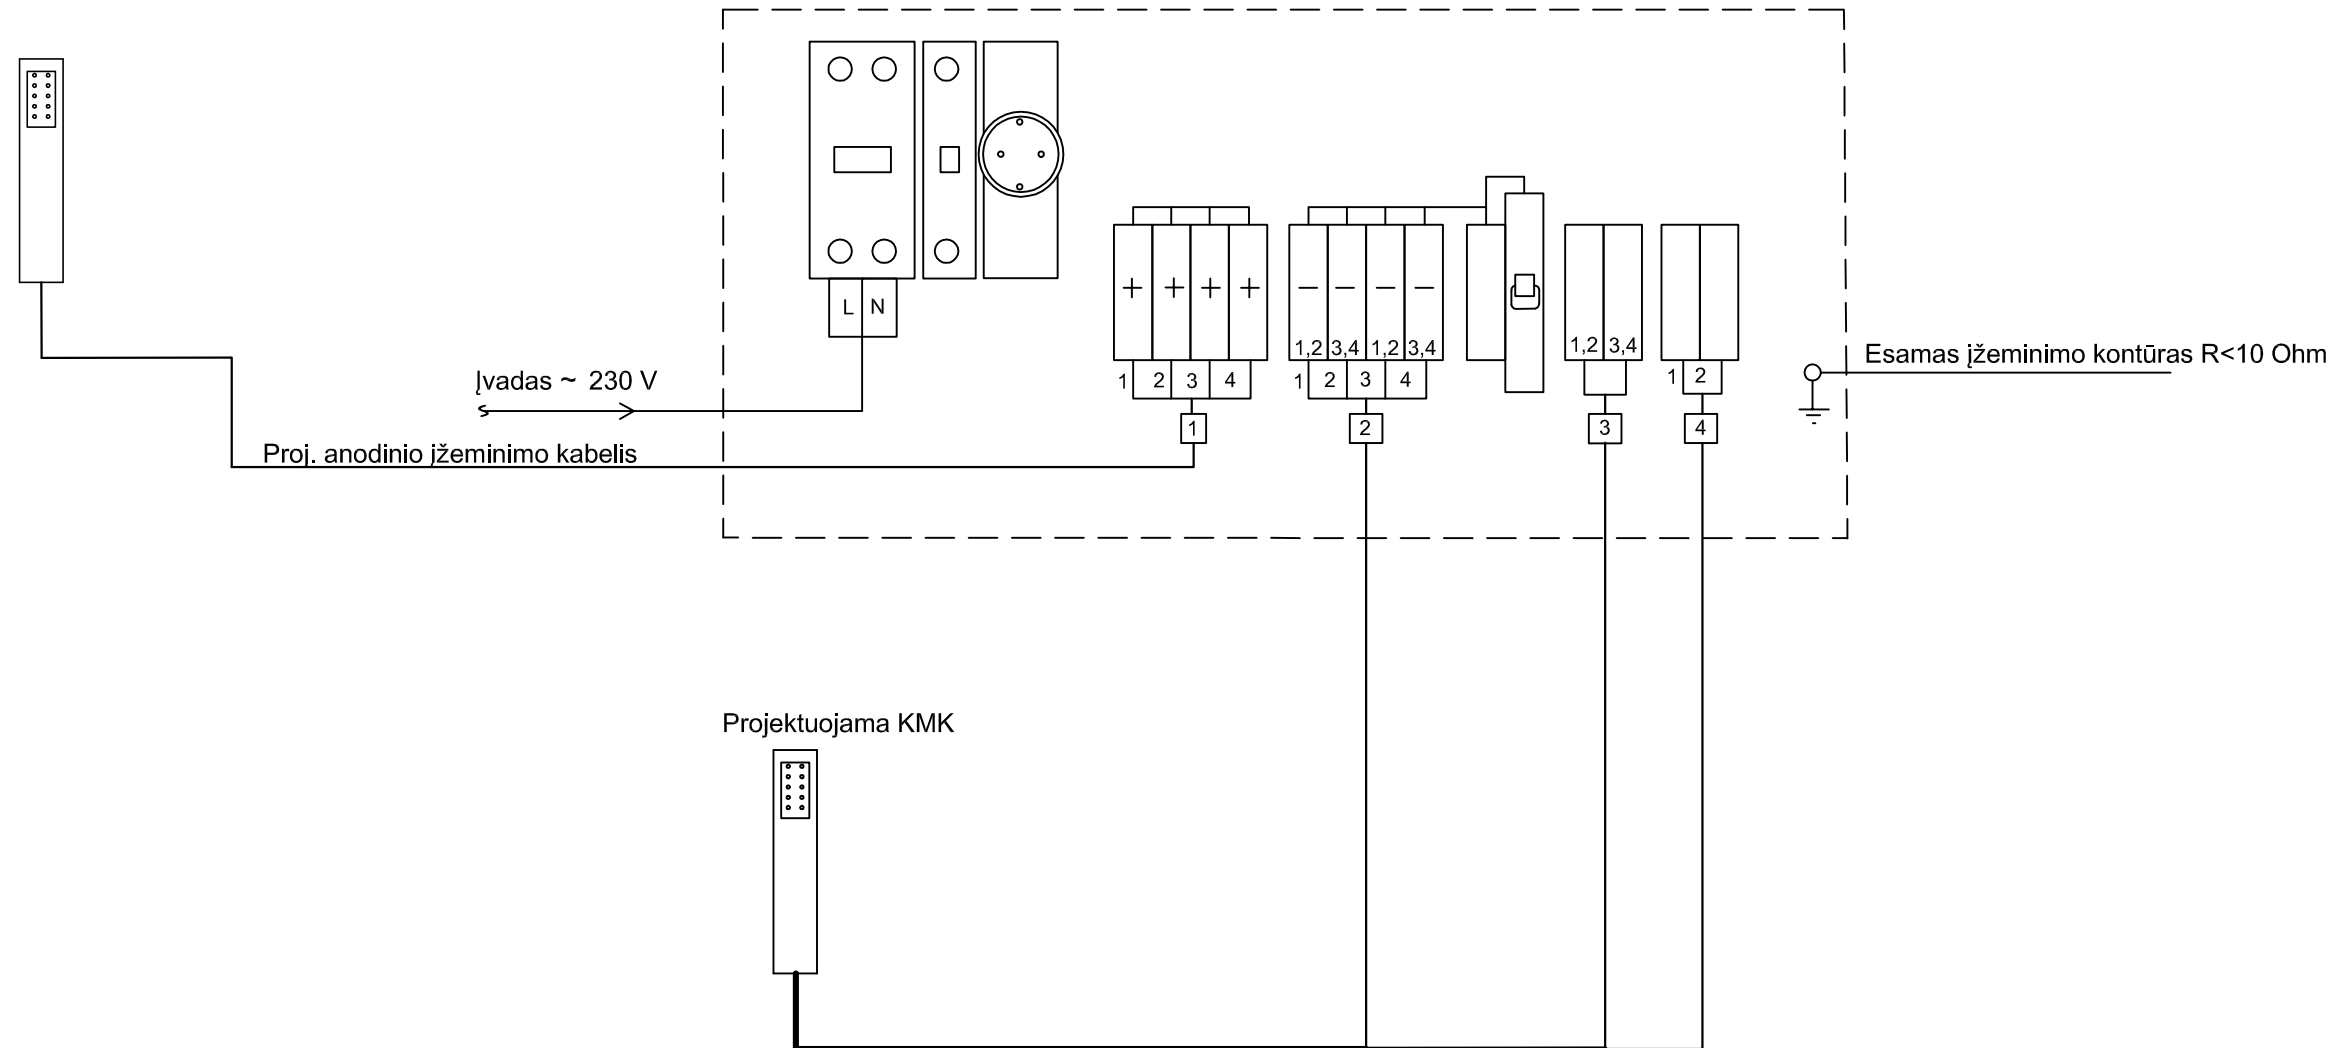 L N
+ + + +
− − − −
1,2 3,4 1,2 3,4
1,2 3,4
1 2 3 4
1 2 3 4
1 2
Esamas įžeminimo kontūras R<10 Ohm
Įvadas ~ 230 V
1
2
3
4
Proj. anodinio įžeminimo kabelis
Projektuojama KMK